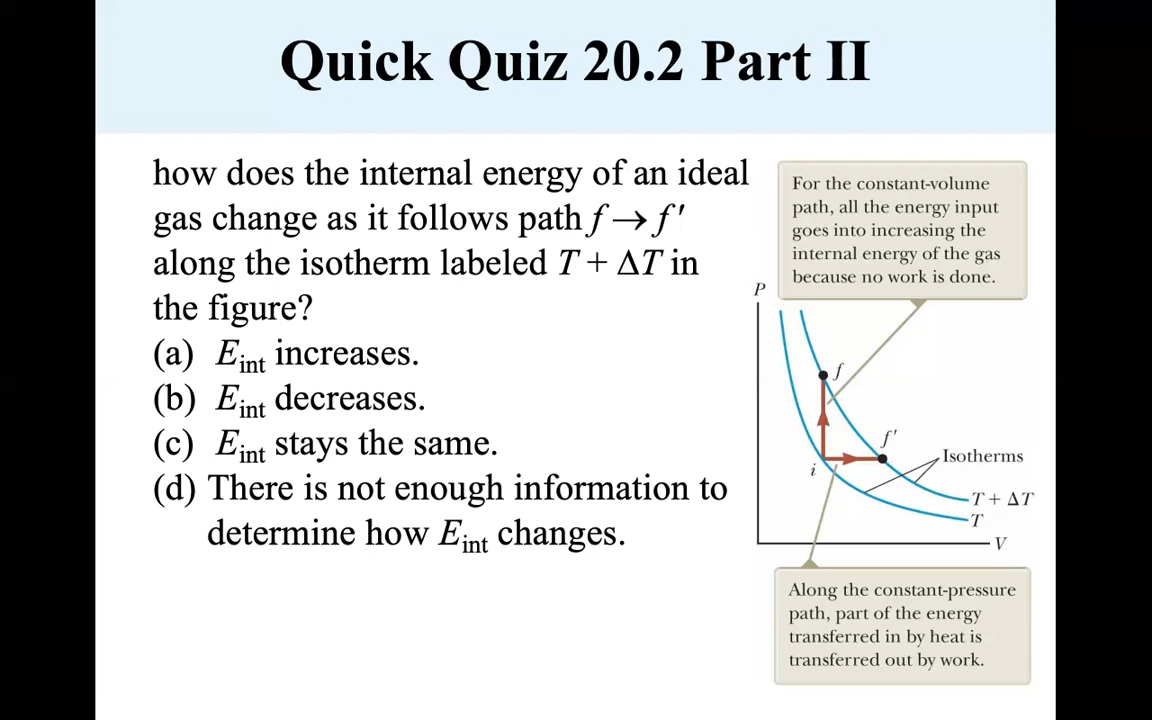 Quick Quiz 20.2 Part II
how does the internal energy of an ideal
gas change as it follows path f → f′
along the isotherm labeled T + ΔT in
the figure?
(a) Eint increases.
(b) Eint decreases.
(c) Eint stays the same.
(d) There is not enough information to
determine how Eint changes.
For the constant-volume
path, all the energy input
goes into increasing the
internal energy of the gas
because no work is done.
P
f
f′
i
Isotherms
T + ΔT
T
V
Along the constant-pressure
path, part of the energy
transferred in by heat is
transferred out by work.